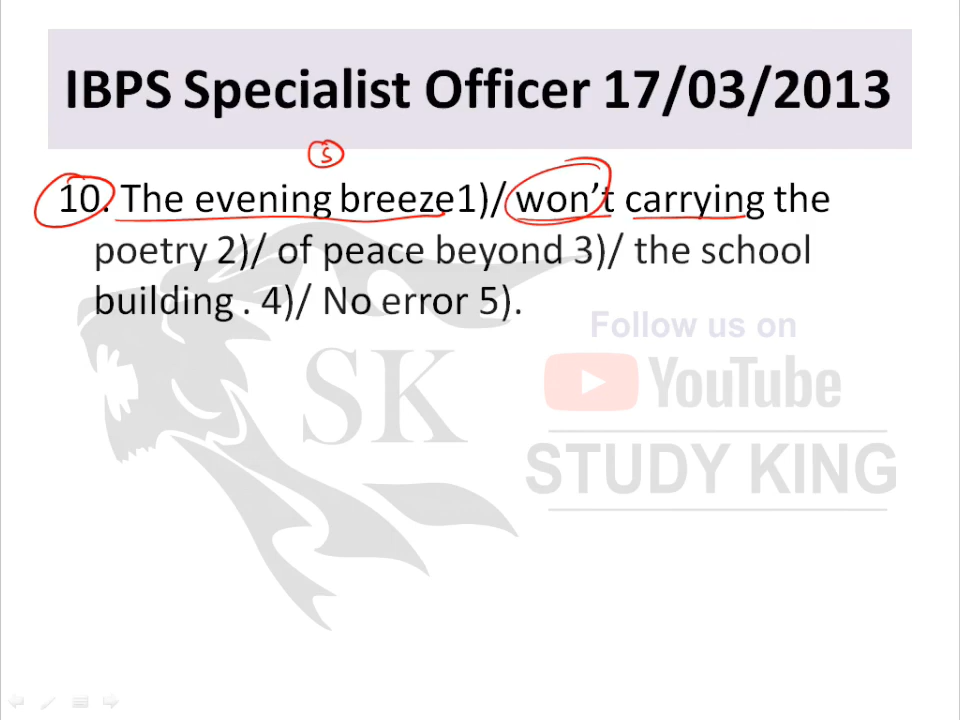 IBPS Specialist Officer 17/03/2013
S
10. The evening breeze1)/ won't carrying the
poetry 2)/ of peace beyond 3)/ the school
building . 4)/ No error 5).
Follow us on
SK
YouTube
STUDY KING